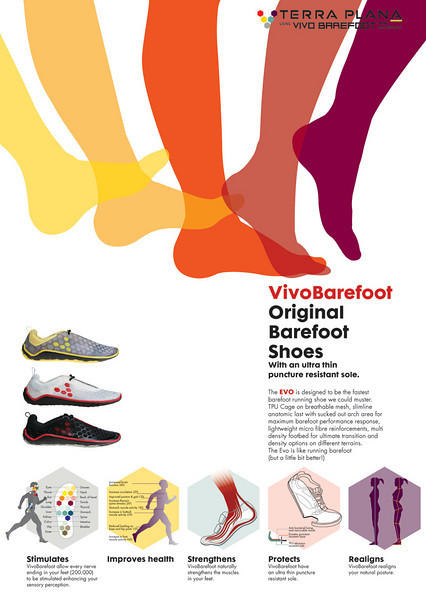 TERRA PLANA
VIVO BAREFOOT
VivoBarefoot
Original
Barefoot
Shoes
With an ultra thin
puncture resistant sole.
The EVO is designed to be the fastest
barefoot running shoe we could muster.
TPU Cage on breathable mesh, slimline
anatomic last with sucked out arch area for
maximum barefoot performance response,
lightweight micro fibre reinforcements, multi
density footbed for ultimate transition and
density options on different terrains.
The Evo is like running barefoot
(but a little bit better!)
Stimulates
VivoBarefoot allow every nerve
ending in your feet (200,000)
to be stimulated enhancing your
sensory perception.
Improves health
Strengthens
VivoBarefoot naturally
strengthens the muscles
in your feet.
Protects
VivoBarefoot have
an ultra thin puncture
resistant sole.
Realigns
VivoBarefoot realigns
your natural posture.